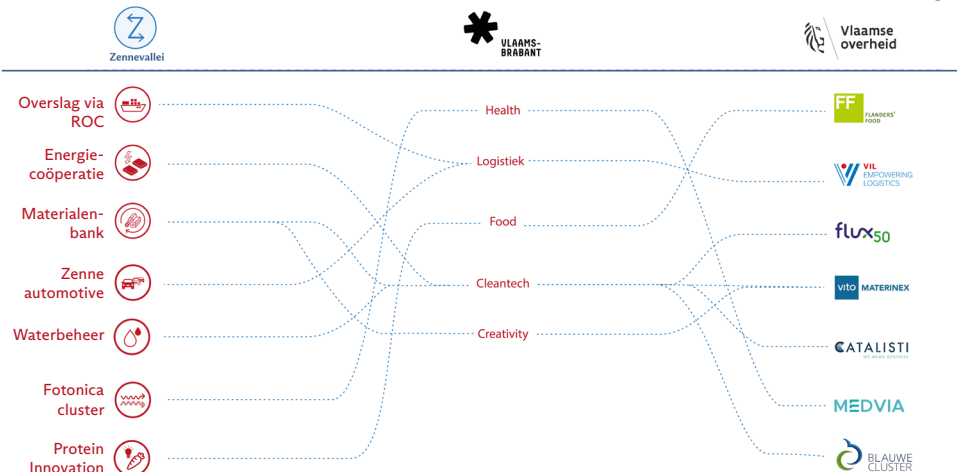 Zennevallei
VLAAMS-
BRABANT
Vlaamse
overheid
Overslag via
ROC
Energie-
coöperatie
Materialen-
bank
Zenne
automotive
Waterbeheer
Fotonica
cluster
Protein
Innovation
Health
Logistiek
Food
Cleantech
Creativity
FF
FLANDERS'
FOOD
VIL
EMPOWERING
LOGISTICS
flux50
vito MATERINEX
CATALISTI
WE MEAN BUSINESS
MEDVIA
BLAUWE
CLUSTER